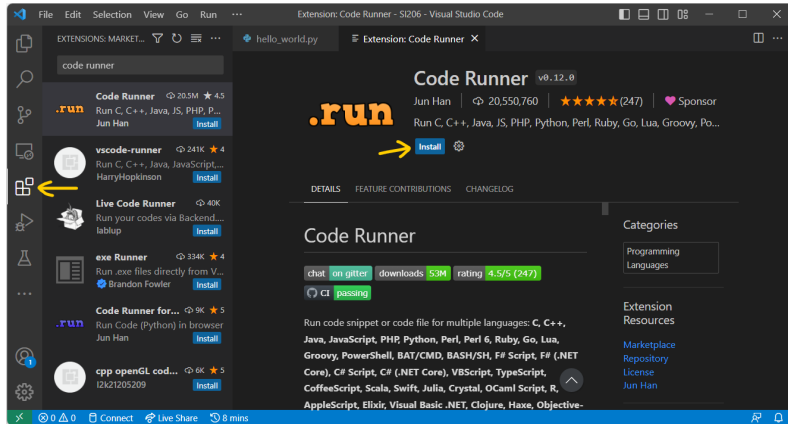 File Edit Selection View Go Run ··· Extension: Code Runner - SI206 - Visual Studio Code
EXTENSIONS: MARKET...
code runner
Code Runner 20.5M ★ 4.5
Run C, C++, Java, JS, PHP, P...
Jun Han Install
vscode-runner 241K ★ 4
Run C, C++, Java, JavaScript,...
HarryHopkinson Install
Live Code Runner 40K
Run your codes via Backend....
lablup Install
exe Runner 334K ★ 4
Run .exe files directly from V...
Brandon Fowler Install
Code Runner for... 9K ★ 5
Run Code (Python) in browser
Jun Han Install
cpp openGL cod... 6K ★ 5
l2k21205209 Install
.run
.run
hello_world.py Extension: Code Runner
.run
Code Runner v0.12.0
Jun Han 20,550,760 ★★★★★ (247) Sponsor
Run C, C++, Java, JS, PHP, Python, Perl, Ruby, Go, Lua, Groovy, Po...
Install
DETAILS FEATURE CONTRIBUTIONS CHANGELOG
Code Runner
chat on gitter downloads 53M rating 4.5/5 (247)
CI passing
Run code snippet or code file for multiple languages: C, C++,
Java, JavaScript, PHP, Python, Perl, Perl 6, Ruby, Go, Lua,
Groovy, PowerShell, BAT/CMD, BASH/SH, F# Script, F# (.NET
Core), C# Script, C# (.NET Core), VBScript, TypeScript,
CoffeeScript, Scala, Swift, Julia, Crystal, OCaml Script, R,
AppleScript, Elixir, Visual Basic .NET, Clojure, Haxe, Objective-
Categories
Programming
Languages
Extension
Resources
Marketplace
Repository
License
Jun Han
1
0 0 Connect Live Share 8 mins